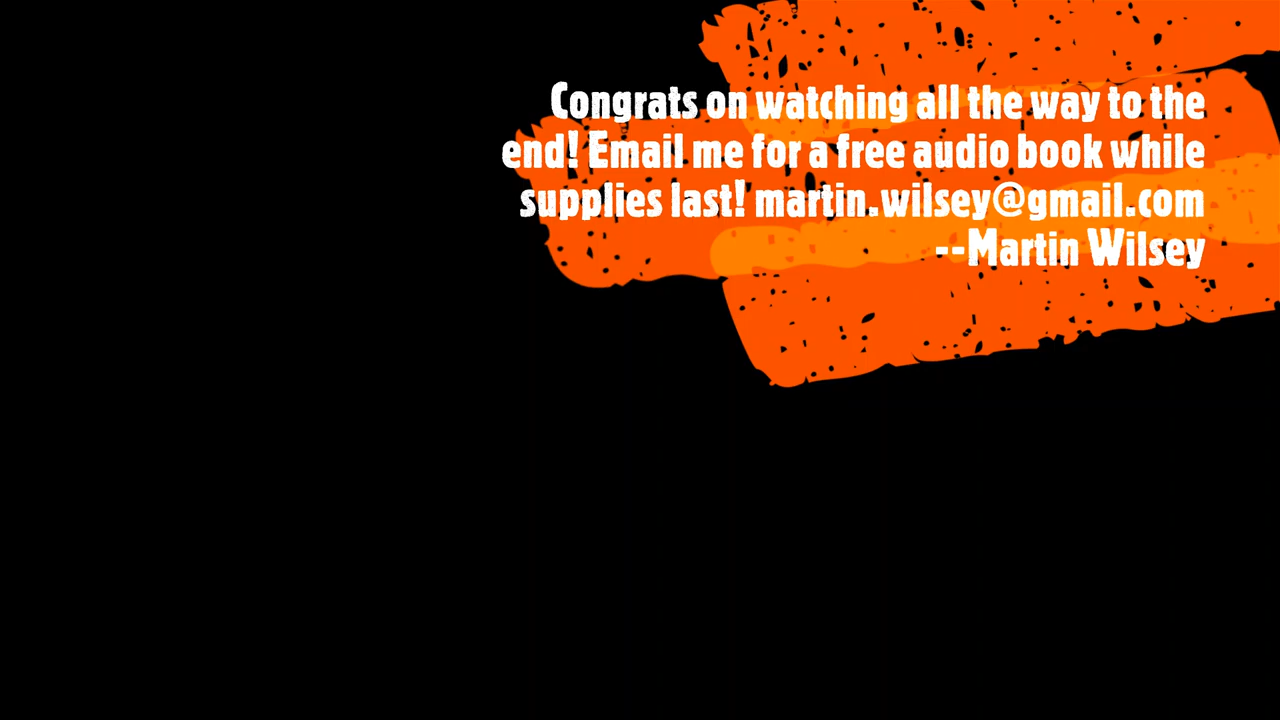 Congrats on watching all the way to the
end! Email me for a free audio book while
supplies last! martin.wilsey@gmail.com
--Martin Wilsey